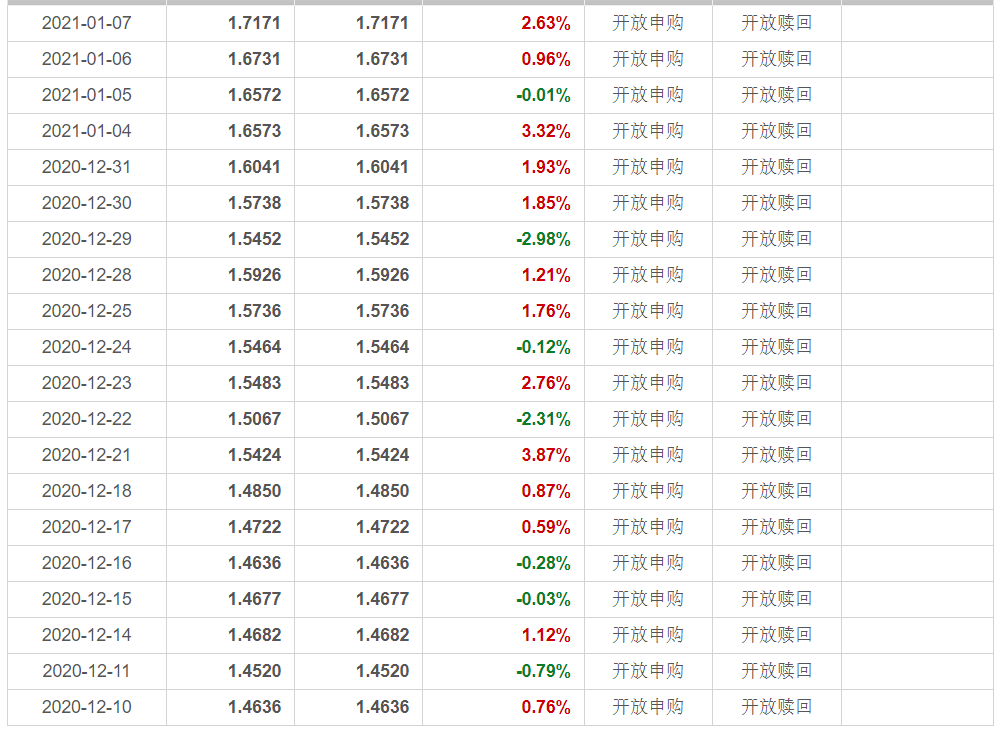 2021-01-07 1.7171 1.7171 2.63% 开放申购 开放赎回
2021-01-06 1.6731 1.6731 0.96% 开放申购 开放赎回
2021-01-05 1.6572 1.6572 -0.01% 开放申购 开放赎回
2021-01-04 1.6573 1.6573 3.32% 开放申购 开放赎回
2020-12-31 1.6041 1.6041 1.93% 开放申购 开放赎回
2020-12-30 1.5738 1.5738 1.85% 开放申购 开放赎回
2020-12-29 1.5452 1.5452 -2.98% 开放申购 开放赎回
2020-12-28 1.5926 1.5926 1.21% 开放申购 开放赎回
2020-12-25 1.5736 1.5736 1.76% 开放申购 开放赎回
2020-12-24 1.5464 1.5464 -0.12% 开放申购 开放赎回
2020-12-23 1.5483 1.5483 2.76% 开放申购 开放赎回
2020-12-22 1.5067 1.5067 -2.31% 开放申购 开放赎回
2020-12-21 1.5424 1.5424 3.87% 开放申购 开放赎回
2020-12-18 1.4850 1.4850 0.87% 开放申购 开放赎回
2020-12-17 1.4722 1.4722 0.59% 开放申购 开放赎回
2020-12-16 1.4636 1.4636 -0.28% 开放申购 开放赎回
2020-12-15 1.4677 1.4677 -0.03% 开放申购 开放赎回
2020-12-14 1.4682 1.4682 1.12% 开放申购 开放赎回
2020-12-11 1.4520 1.4520 -0.79% 开放申购 开放赎回
2020-12-10 1.4636 1.4636 0.76% 开放申购 开放赎回